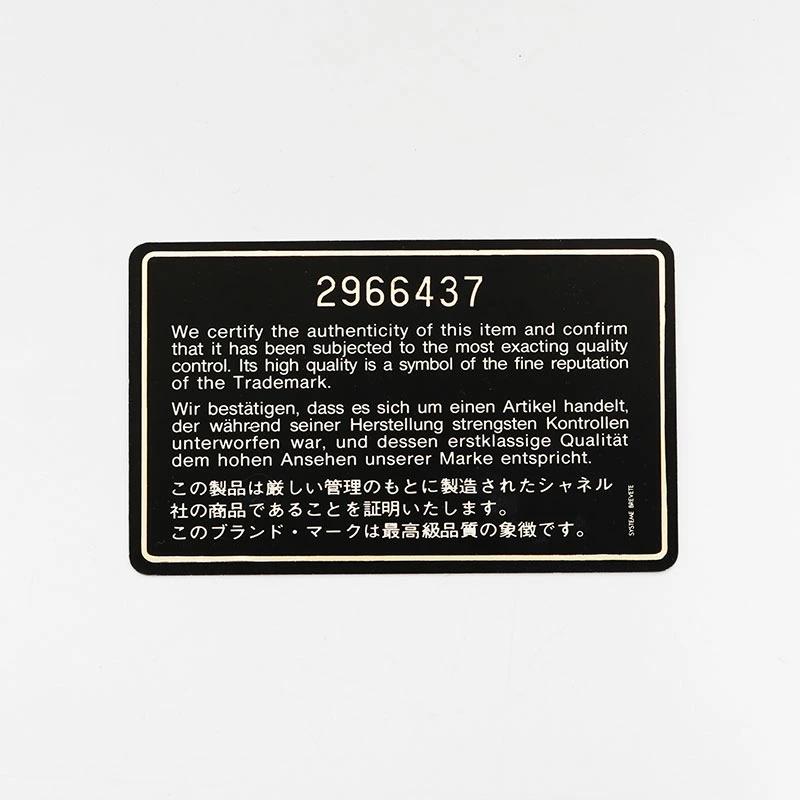 2966437
We certify the authenticity of this item and confirm
that it has been subjected to the most exacting quality
control. Its high quality is a symbol of the fine reputation
of the Trademark.
Wir bestätigen, dass es sich um einen Artikel handelt,
der während seiner Herstellung strengsten Kontrollen
unterworfen war, und dessen erstklassige Qualität
dem hohen Ansehen unserer Marke entspricht.
この製品は厳しい管理のもとに製造されたシャネル
社の商品であることを証明いたします。
このブランド・マークは最高級品質の象徴です。
SYSTEME BREVETE